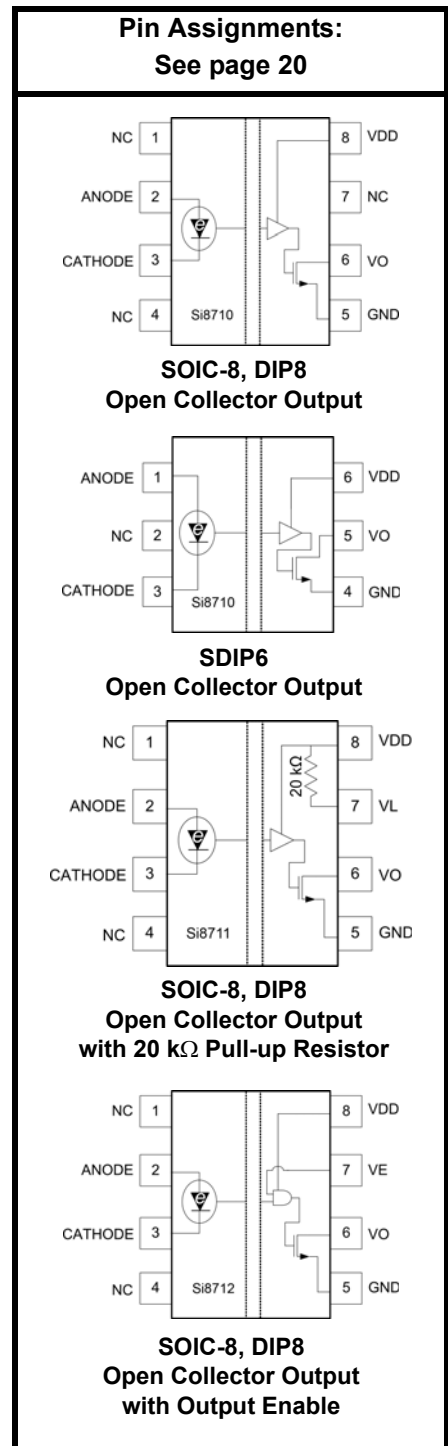 Pin Assignments:
See page 20
NC 1 8 VDD
ANODE 2 e 7 NC
CATHODE 3 6 VO
NC 4 Si8710 5 GND
SOIC-8, DIP8
Open Collector Output
ANODE 1 6 VDD
NC 2 e 5 VO
CATHODE 3 Si8710 4 GND
SDIP6
Open Collector Output
NC 1 8 VDD
20 kΩ
ANODE 2 7 VL
e
CATHODE 3 6 VO
NC 4 Si8711 5 GND
SOIC-8, DIP8
Open Collector Output
with 20 kΩ Pull-up Resistor
NC 1 8 VDD
ANODE 2 7 VE
e
CATHODE 3 6 VO
NC 4 Si8712 5 GND
SOIC-8, DIP8
Open Collector Output
with Output Enable